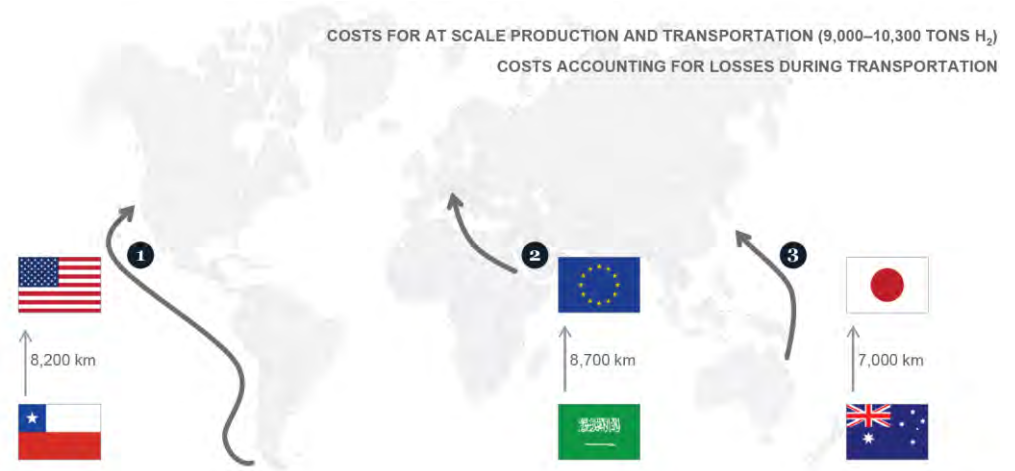 COSTS FOR AT SCALE PRODUCTION AND TRANSPORTATION (9,000–10,300 TONS H₂)
COSTS ACCOUNTING FOR LOSSES DURING TRANSPORTATION
1
2
3
8,200 km
8,700 km
7,000 km